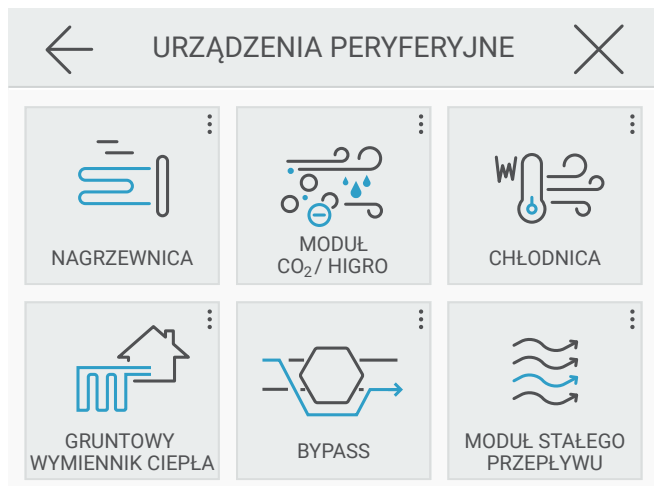 URZĄDZENIA PERYFERYJNE
NAGRZEWNICA
MODUŁ
CO₂/ HIGRO
CHŁODNICA
GRUNTOWY
WYMIENNIK CIEPŁA
BYPASS
MODUŁ STAŁEGO
PRZEPŁYWU